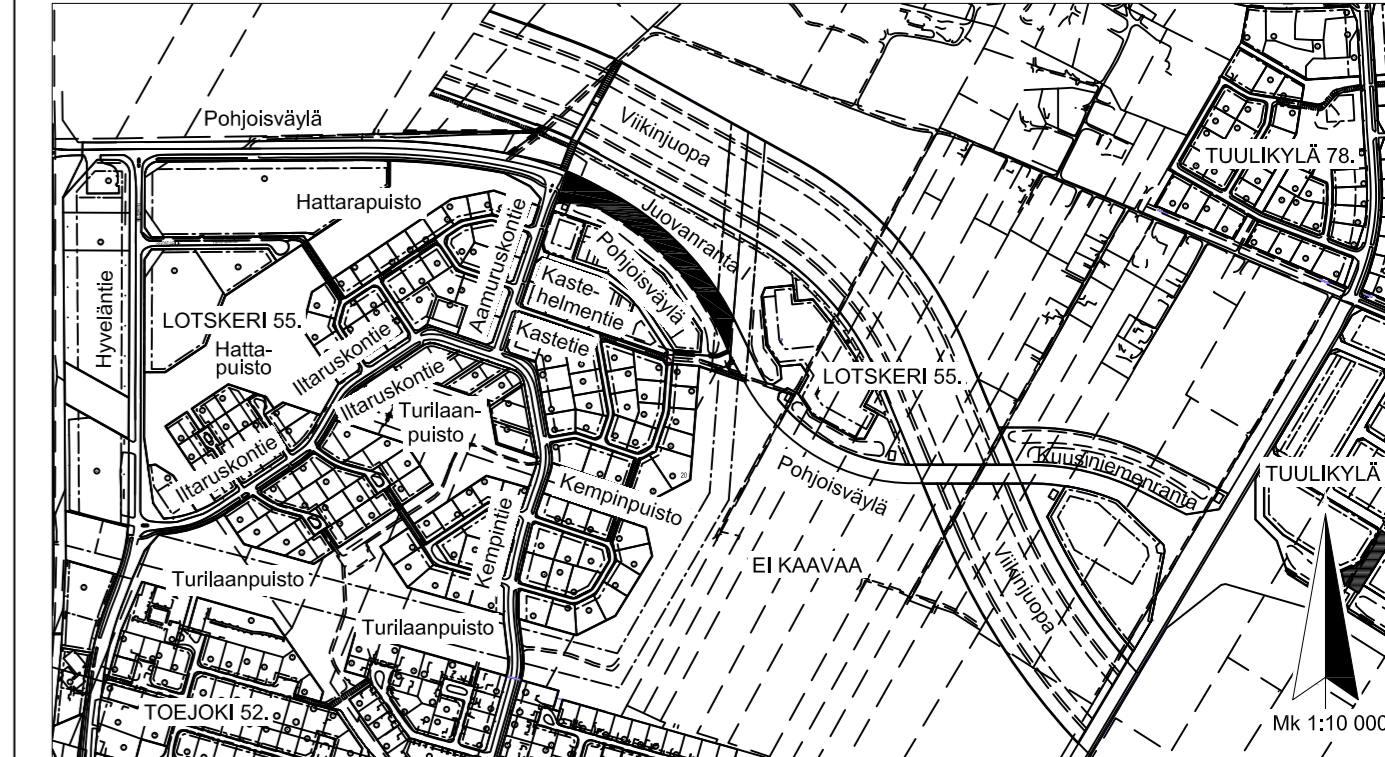 Pohjoisväylä
Viikinjuopa
TUULIKYLÄ 78.
Hattarapuisto
Aamuruskontie
Juovanranta
Pohjoisväylä
Hyveläntie
Kaste-
helmentie
LOTSKERI 55.
Iltaruskontie
Kastetie
Hatta-
puisto
Iltaruskontie
LOTSKERI 55.
Turilaan-
puisto
Iltaruskontie
Pohjoisväylä
Kuusiniemenranta
TUULIKYLÄ
Kempinpuisto
20
Kempintie
EI KAAVAA
Viikinjuopa
Turilaanpuisto
Turilaanpuisto
TOEJOKI 52.
Mk 1:10 000